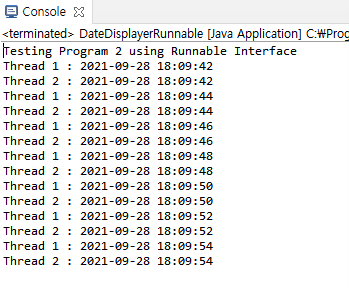 Console
<terminated> DateDisplayerRunnable [Java Application] C:₩Prog
Testing Program 2 using Runnable Interface
Thread 1 : 2021-09-28 18:09:42
Thread 2 : 2021-09-28 18:09:42
Thread 1 : 2021-09-28 18:09:44
Thread 2 : 2021-09-28 18:09:44
Thread 1 : 2021-09-28 18:09:46
Thread 2 : 2021-09-28 18:09:46
Thread 1 : 2021-09-28 18:09:48
Thread 2 : 2021-09-28 18:09:48
Thread 1 : 2021-09-28 18:09:50
Thread 2 : 2021-09-28 18:09:50
Thread 1 : 2021-09-28 18:09:52
Thread 2 : 2021-09-28 18:09:52
Thread 1 : 2021-09-28 18:09:54
Thread 2 : 2021-09-28 18:09:54